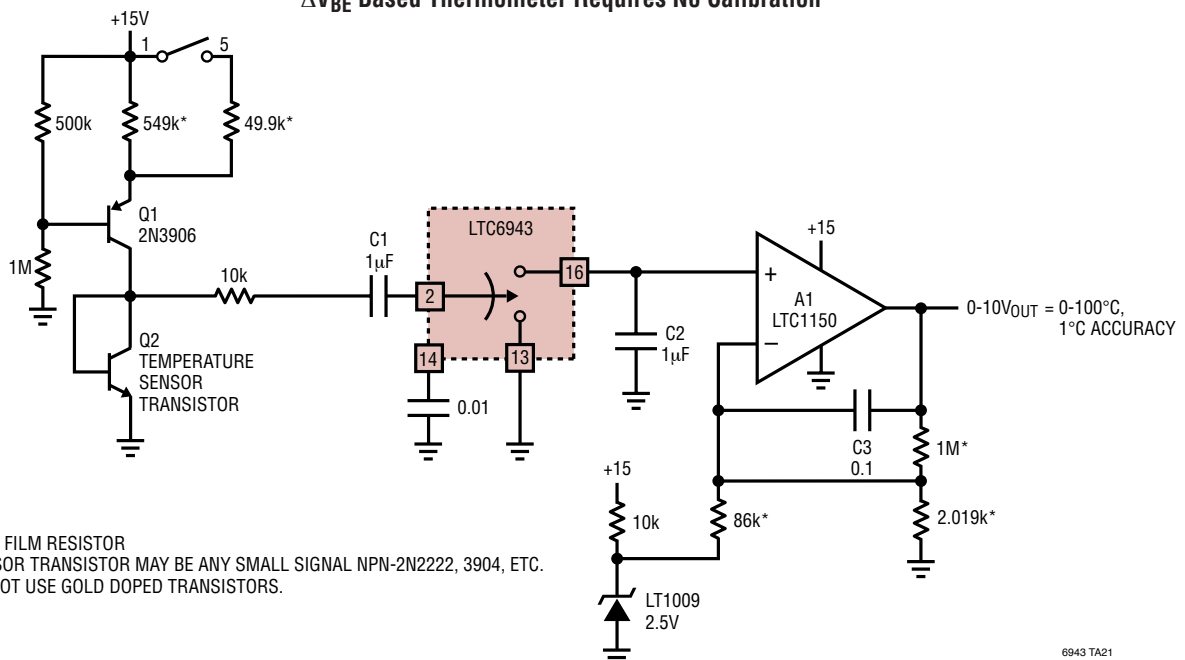 ΔVBE Based Thermometer Requires No Calibration
+15V
1
5
500k
549k*
49.9k*
Q1
2N3906
1M
10k
C1
1µF
LTC6943
2
16
14
13
0.01
Q2
TEMPERATURE
SENSOR
TRANSISTOR
C2
1µF
+15
+
−
A1
LTC1150
0-10VOUT = 0-100°C,
1°C ACCURACY
C3
0.1
1M*
2.019k*
+15
10k
86k*
LT1009
2.5V
FILM RESISTOR
SOR TRANSISTOR MAY BE ANY SMALL SIGNAL NPN-2N2222, 3904, ETC.
OT USE GOLD DOPED TRANSISTORS.
6943 TA21